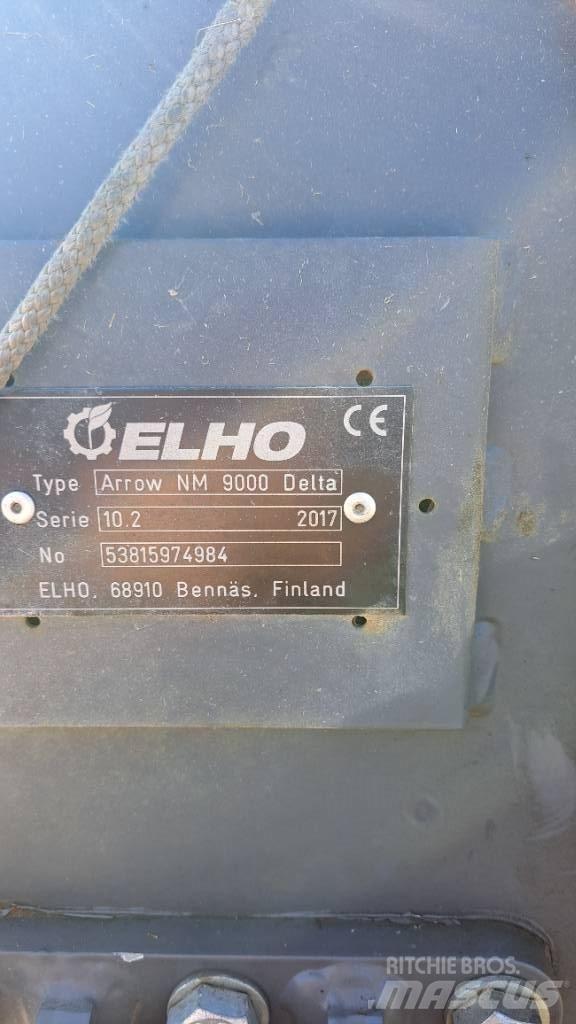 ELHO CE
Type Arrow NM 9000 Delta
Serie 10.2 2017
No 53815974984
ELHO. 68910 Bennäs. Finland
RITCHIE BROS.
MASCUS